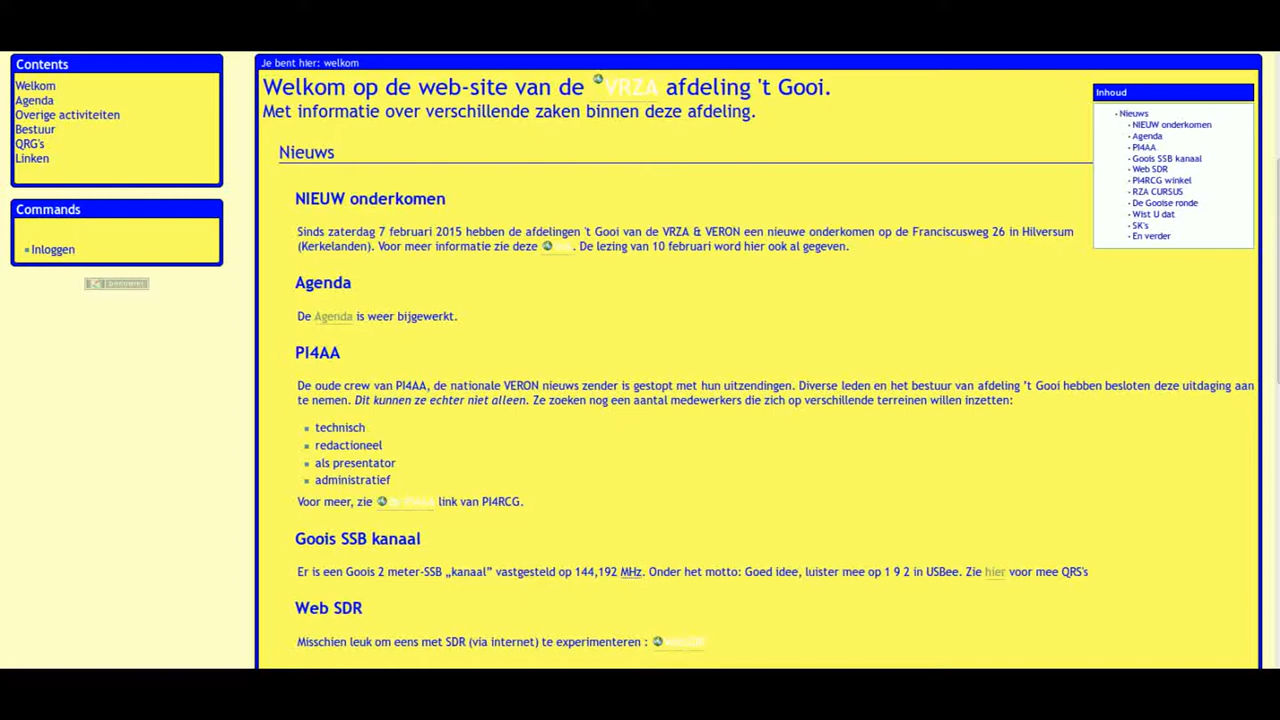 Contents
Welkom
Agenda
Overige activiteiten
Bestuur
QRG's
Linken
Commands
Inloggen
Je bent hier: welkom
Welkom op de web-site van de VRZA afdeling 't Gooi.
Met informatie over verschillende zaken binnen deze afdeling.
Inhoud
Nieuws
NIEUW onderkomen
Agenda
PI4AA
Goois SSB kanaal
Web SDR
PI4RCG winkel
RZA CURSUS
De Gooise ronde
Wist U dat
SK's
En verder
Nieuws
NIEUW onderkomen
Sinds zaterdag 7 februari 2015 hebben de afdelingen 't Gooi van de VRZA & VERON een nieuwe onderkomen op de Franciscusweg 26 in Hilversum
(Kerkelanden). Voor meer informatie zie deze . De lezing van 10 februari word hier ook al gegeven.
Agenda
De Agenda is weer bijgewerkt.
PI4AA
De oude crew van PI4AA, de nationale VERON nieuws zender is gestopt met hun uitzendingen. Diverse leden en het bestuur van afdeling 't Gooi hebben besloten deze uitdaging aan
te nemen. Dit kunnen ze echter niet alleen. Ze zoeken nog een aantal medewerkers die zich op verschillende terreinen willen inzetten:
technisch
redactioneel
als presentator
administratief
Voor meer, zie link van PI4RCG.
Goois SSB kanaal
Er is een Goois 2 meter-SSB „kanaal” vastgesteld op 144,192 MHz. Onder het motto: Goed idee, luister mee op 1 9 2 in USBee. Zie hier voor mee QRS's
Web SDR
Misschien leuk om eens met SDR (via internet) te experimenteren :